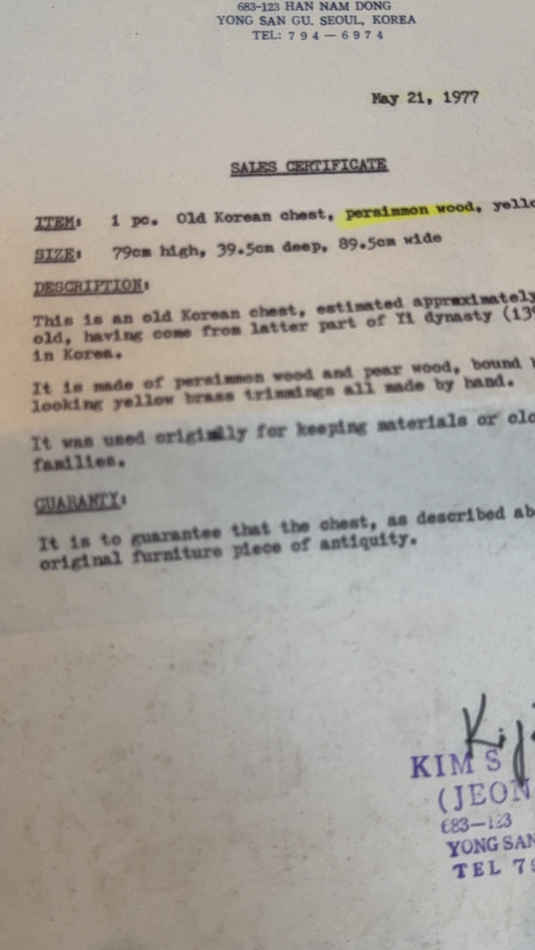 683-123 HAN NAM DONG
YONG SAN GU. SEOUL, KOREA
TEL: 794-6974
May 21, 1977
SALES CERTIFICATE
ITEM: 1 pc. Old Korean chest, persimmon wood, yello
SIZE: 79cm high, 39.5cm deep, 89.5cm wide
DESCRIPTION:
This is an old Korean chest, estimated approximately
old, having come from latter part of Yi dynasty (13
in Korea.
It is made of persimmon wood and pear wood, bound
looking yellow brass trimmings all made by hand.
It was used originally for keeping materials or clo
families.
GUARANTY:
It is to guarantee that the chest, as described ab
original furniture piece of antiquity.
KIM S
(JEON
683-123
YONG SAN
TEL 79